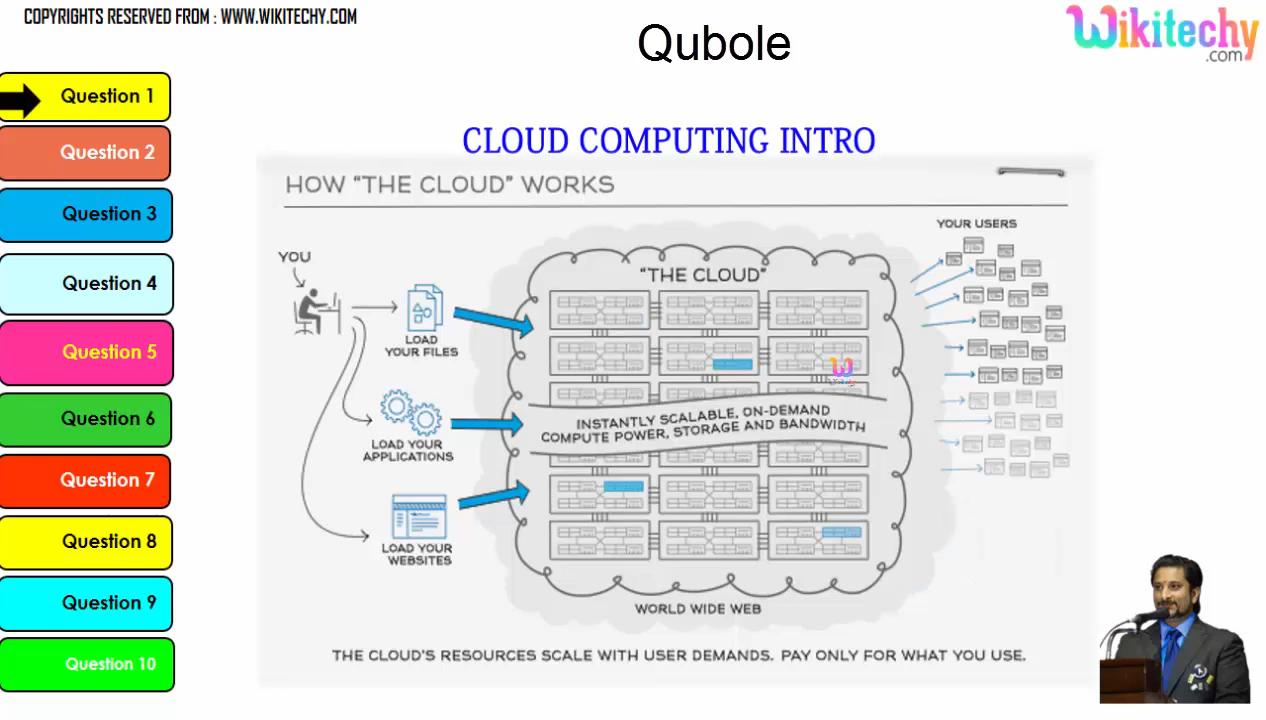 COPYRIGHTS RESERVED FROM : WWW.WIKITECHY.COM
Qubole
Wikitechy
.com
Question 1
Question 2
Question 3
Question 4
Question 5
Question 6
Question 7
Question 8
Question 9
Question 10
CLOUD COMPUTING INTRO
HOW "THE CLOUD" WORKS
YOUR USERS
YOU
"THE CLOUD"
LOAD
YOUR FILES
INSTANTLY SCALABLE, ON-DEMAND
COMPUTE POWER, STORAGE AND BANDWIDTH
LOAD YOUR
APPLICATIONS
LOAD YOUR
WEBSITES
WORLD WIDE WEB
THE CLOUD'S RESOURCES SCALE WITH USER DEMANDS. PAY ONLY FOR WHAT YOU USE.